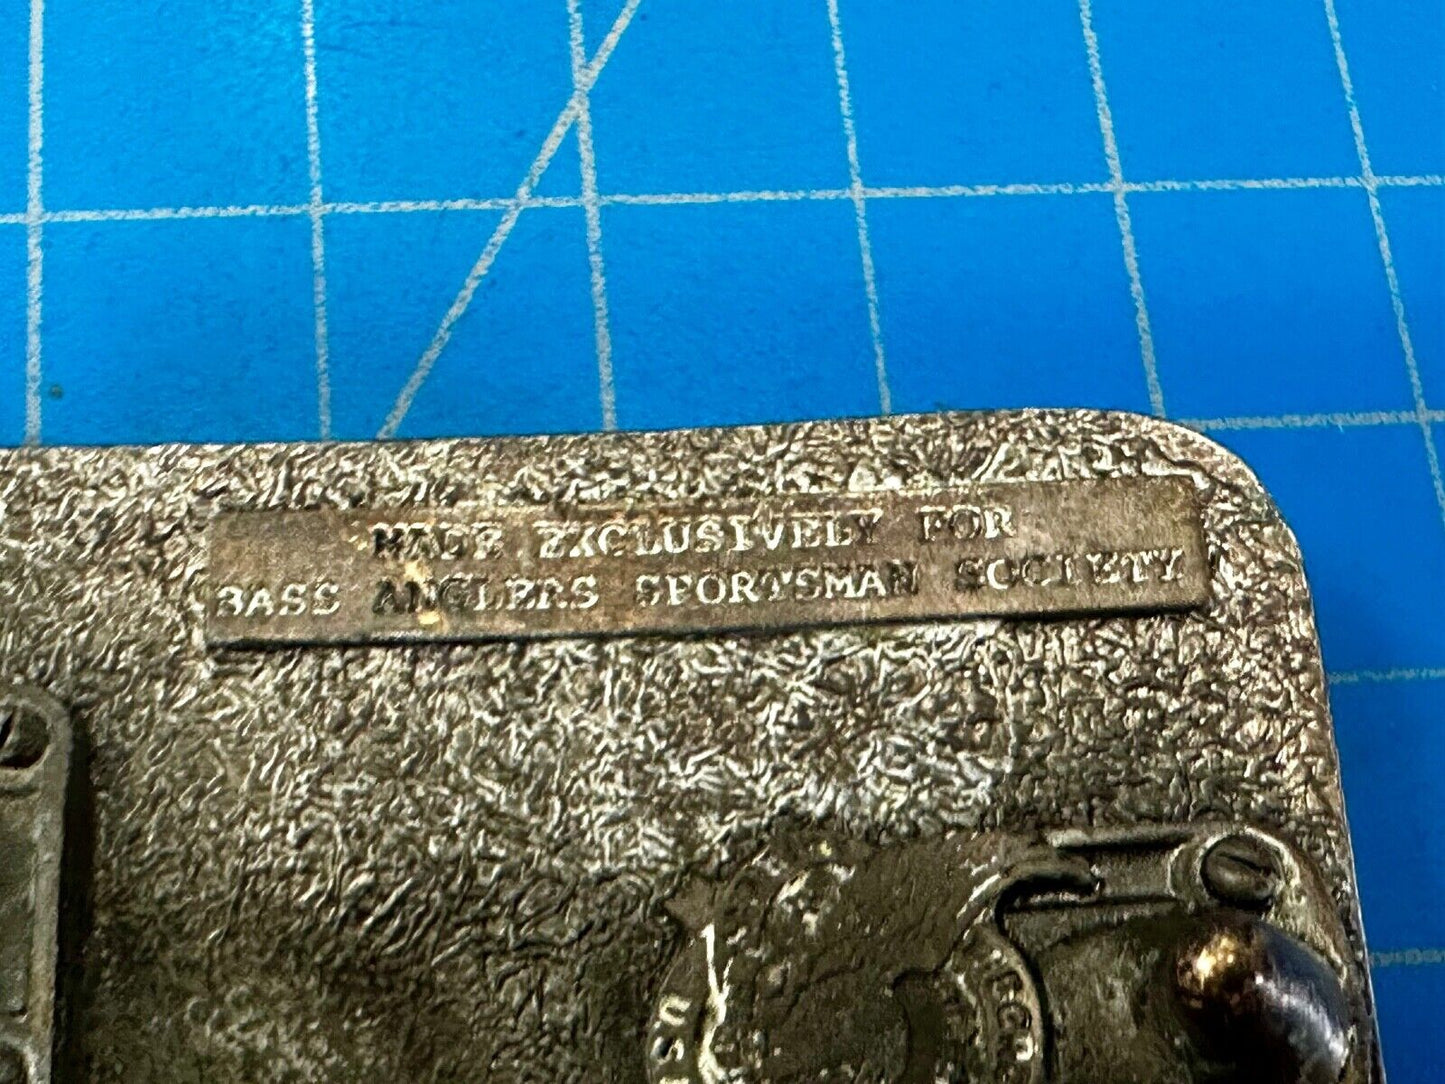 MADE EXCLUSIVELY FOR
BASS ANGLERS SPORTSMAN SOCIETY